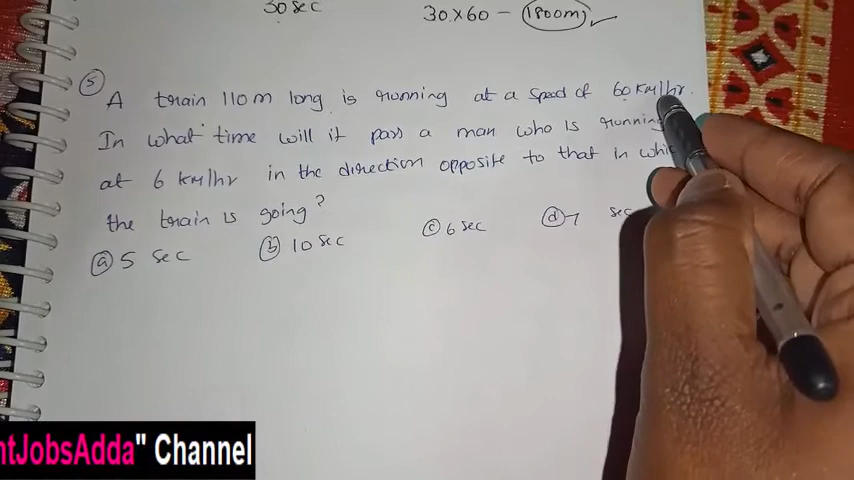 30 sec
30 x 60 - 1800m
5
A train 110m long is running at a speed of 60 km/hr.
In what time will it pass a man who is running
at 6 km/hr in the direction opposite to that in
the train is going?
a 5 sec b 10 sec c 6 sec d 7 sec
ntJobsAdda" Channel